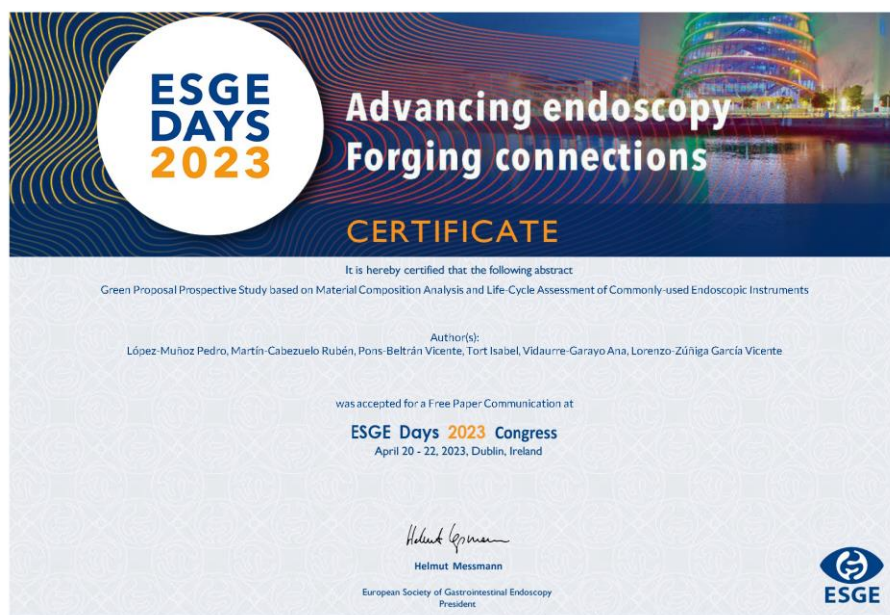 ESGE
DAYS
2023
Advancing endoscopy
Forging connections
CERTIFICATE
It is hereby certified that the following abstract
Green Proposal Prospective Study based on Material Composition Analysis and Life-Cycle Assessment of Commonly-used Endoscopic Instruments
Author(s):
López-Muñoz Pedro, Martín-Cabezuelo Rubén, Pons-Beltrán Vicente, Tort Isabel, Vidaurre-Garayo Ana, Lorenzo-Zúñiga García Vicente
was accepted for a Free Paper Communication at
ESGE Days 2023 Congress
April 20 - 22, 2023, Dublin, Ireland
Helmut Messmann
European Society of Gastrointestinal Endoscopy
President
ESGE